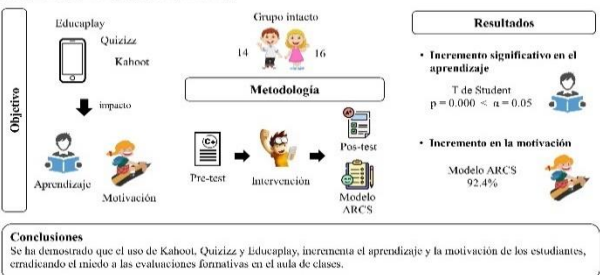 Objetivo
Educaplay
Quizizz
Kahoot
impacto
Aprendizaje
Motivación
Grupo intacto
14
16
Metodología
C+
Pre-test
Intervención
Pos-test
Modelo
ARCS
Resultados
• Incremento significativo en el
aprendizaje
T de Student
p = 0.000 < α = 0.05
• Incremento en la motivación
Modelo ARCS
92.4%
Conclusiones
Se ha demostrado que el uso de Kahoot, Quizizz y Educaplay, incrementa el aprendizaje y la motivación de los estudiantes,
erradicando el miedo a las evaluaciones formativas en el aula de clases.